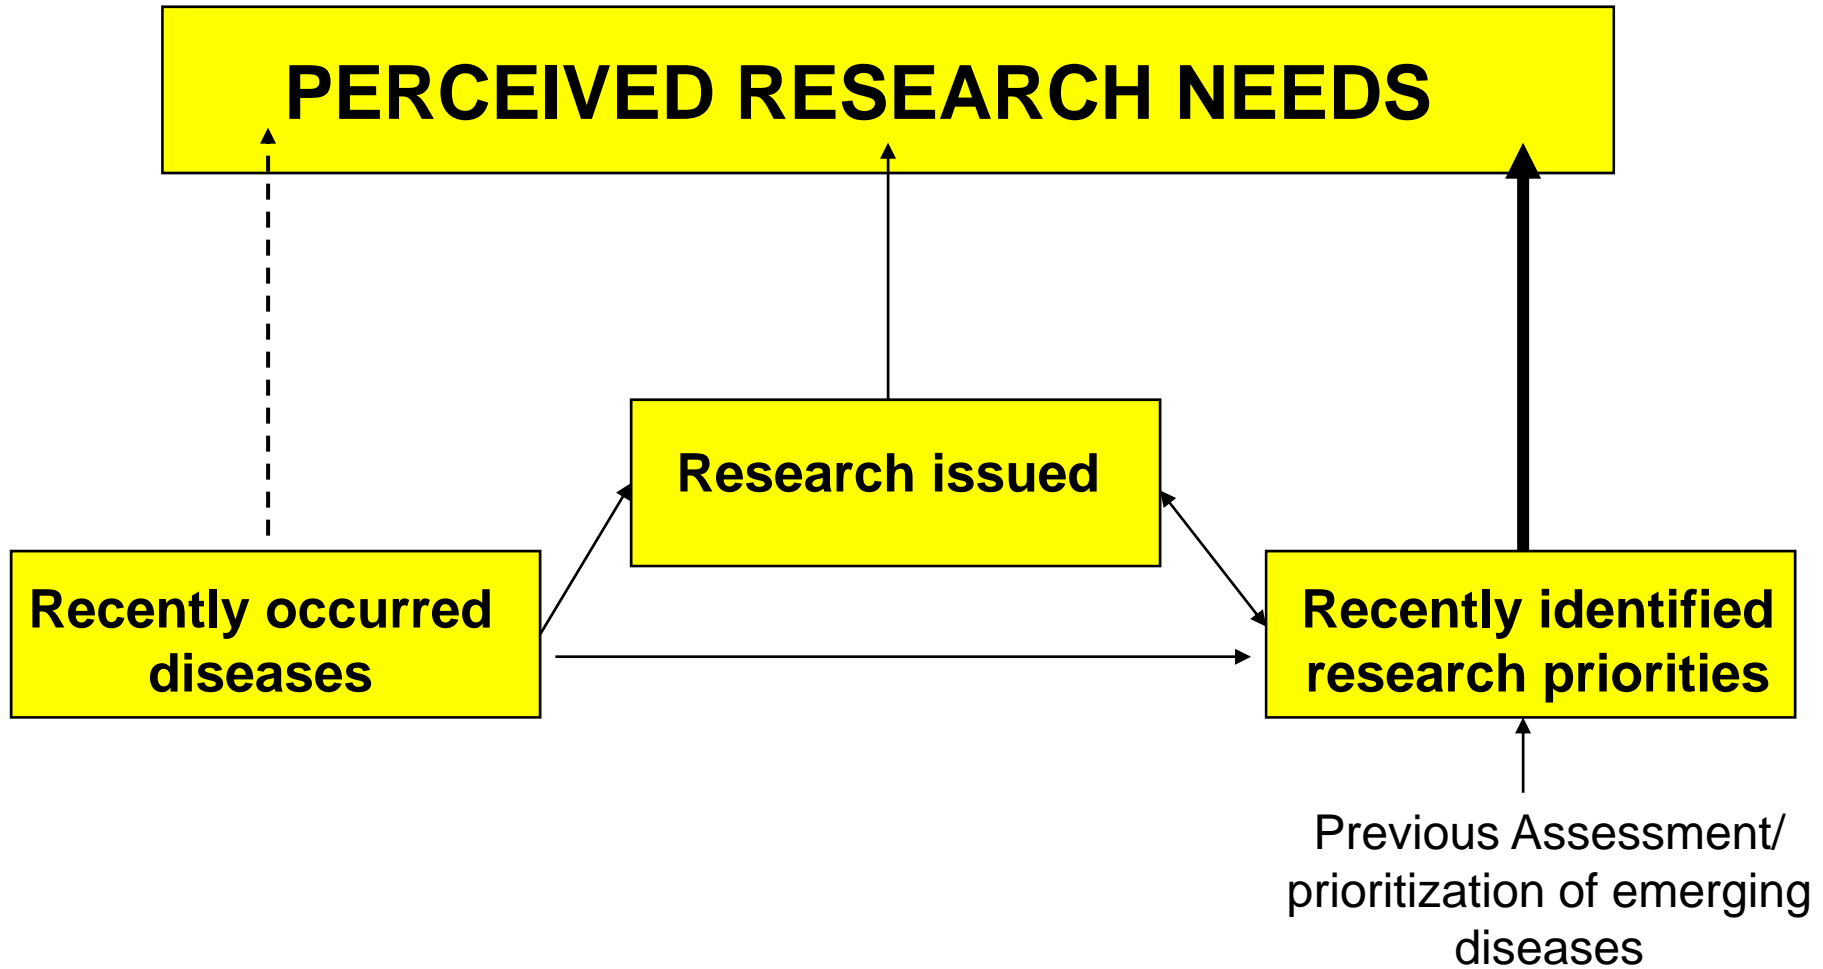 PERCEIVED RESEARCH NEEDS
Research issued
Recently occurred
diseases
Recently identified
research priorities
Previous Assessment/
prioritization of emerging
diseases